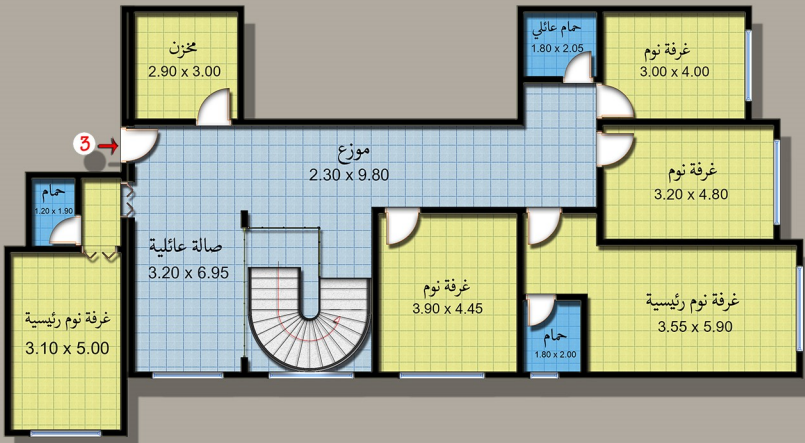 مخزن
2.90 x 3.00
حمام عائلي
1.80 x 2.05
غرفة نوم
3.00 x 4.00
3
موزع
2.30 x 9.80
غرفة نوم
3.20 x 4.80
حمام
1.20 x 1.90
صالة عائلية
3.20 x 6.95
غرفة نوم
3.90 x 4.45
غرفة نوم رئيسية
3.55 x 5.90
غرفة نوم رئيسية
3.10 x 5.00
حمام
1.80 x 2.00